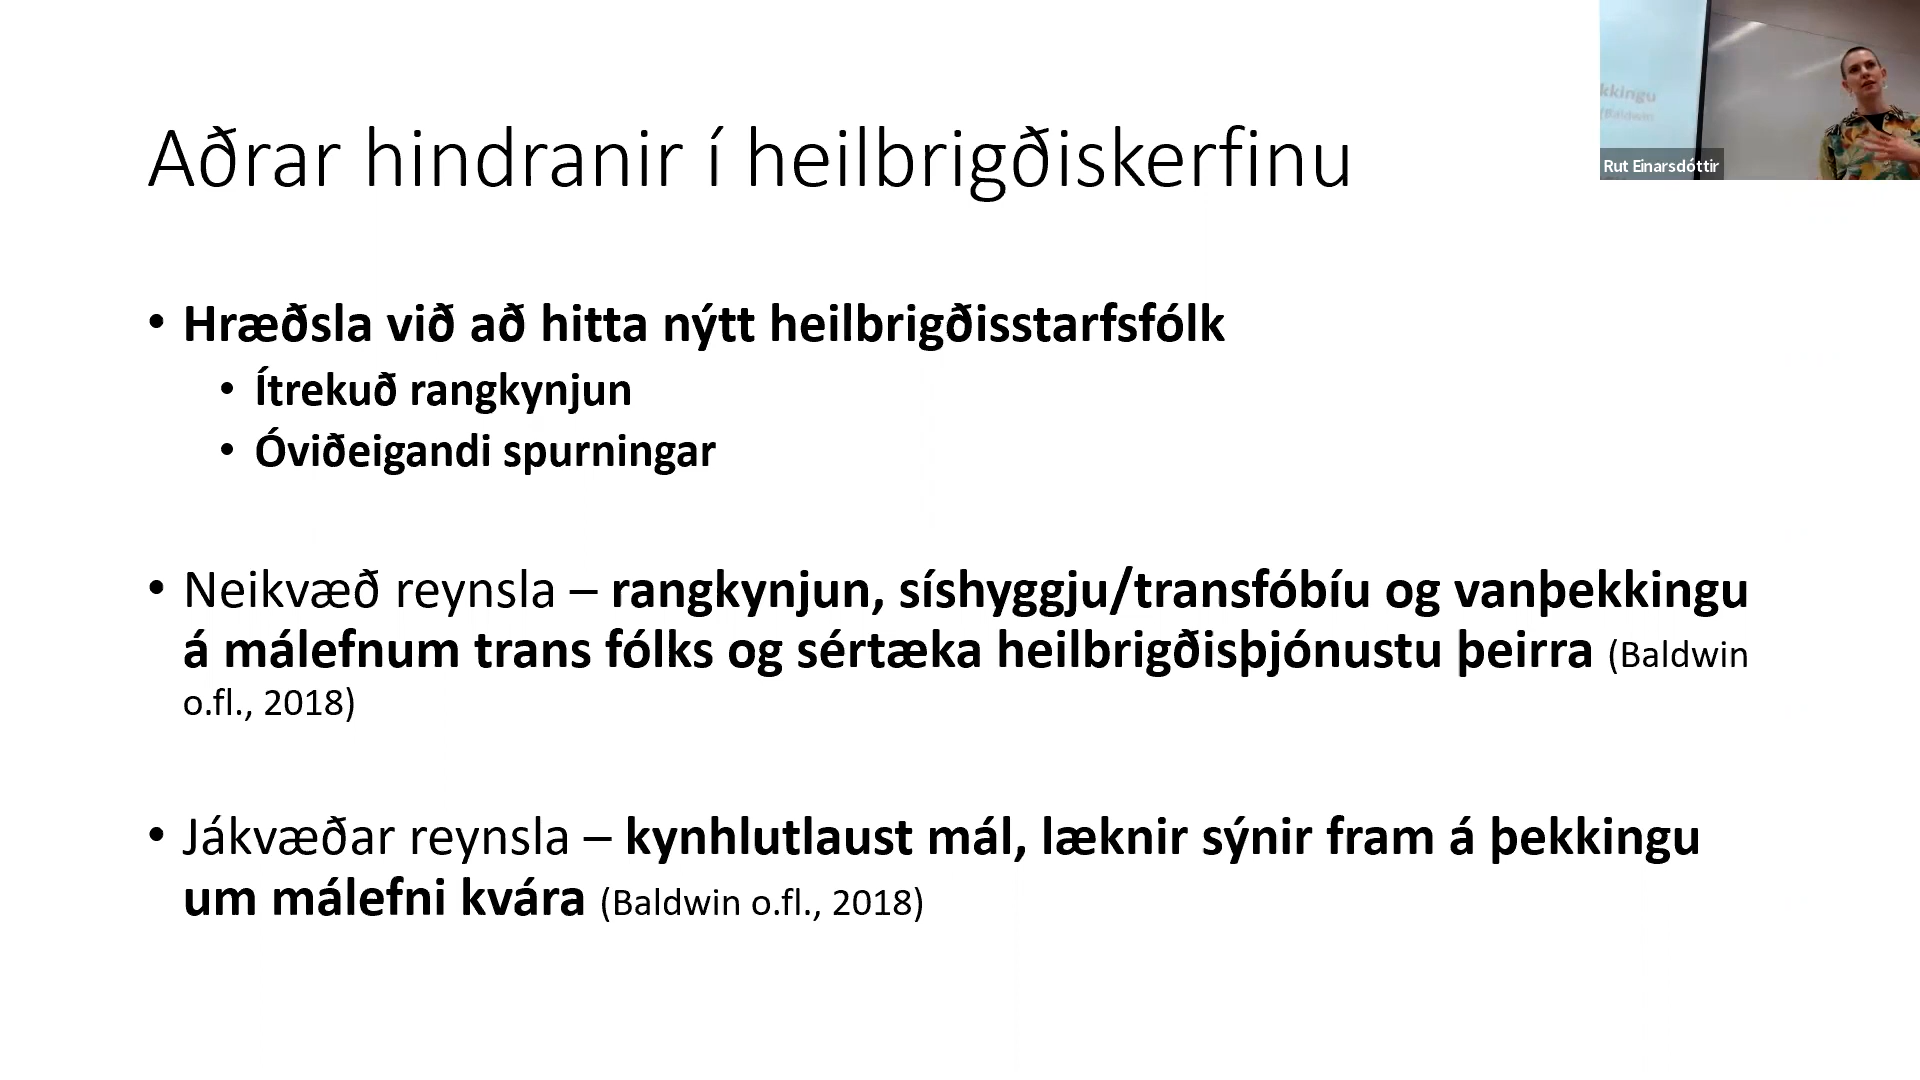 Aðrar hindranir í heilbrigðiskerfinu
• Hræðsla við að hitta nýtt heilbrigðisstarfsfólk
• Ítrekuð rangkynjun
• Óviðeigandi spurningar
• Neikvæð reynsla – rangkynjun, síshyggju/transfóbíu og vanþekkingu
á málefnum trans fólks og sértæka heilbrigðisþjónustu þeirra (Baldwin
o.fl., 2018)
• Jákvæðar reynsla – kynhlutlaust mál, læknir sýnir fram á þekkingu
um málefni kvára (Baldwin o.fl., 2018)
kkingu
(Baldwin
Rut Einarsdóttir